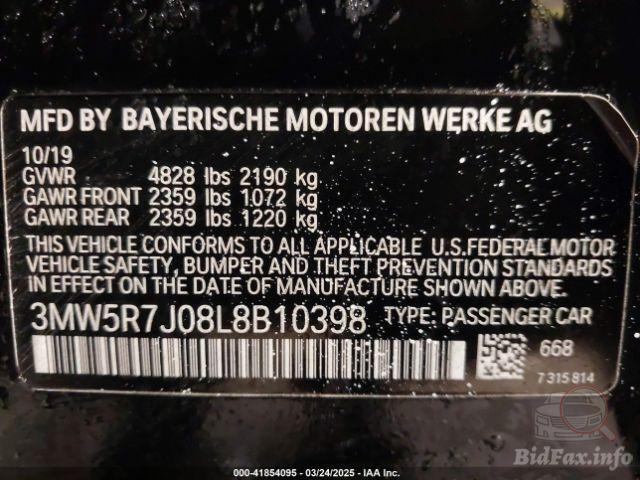 MFD BY BAYERISCHE MOTOREN WERKE AG
10/19
GVWR 4828 lbs 2190 kg
GAWR FRONT 2359 lbs 1072 kg
GAWR REAR 2359 lbs 1220 kg
THIS VEHICLE CONFORMS TO ALL APPLICABLE U.S.FEDERAL MOTOR
VEHICLE SAFETY, BUMPER AND THEFT PREVENTION STANDARDS
IN EFFECT ON THE DATE OF MANUFACTURE SHOWN ABOVE.
3MW5R7J08L8B10398 TYPE: PASSENGER CAR
668
7315814
BidFax.info
000-41854095 - 03/24/2025 - IAA Inc.